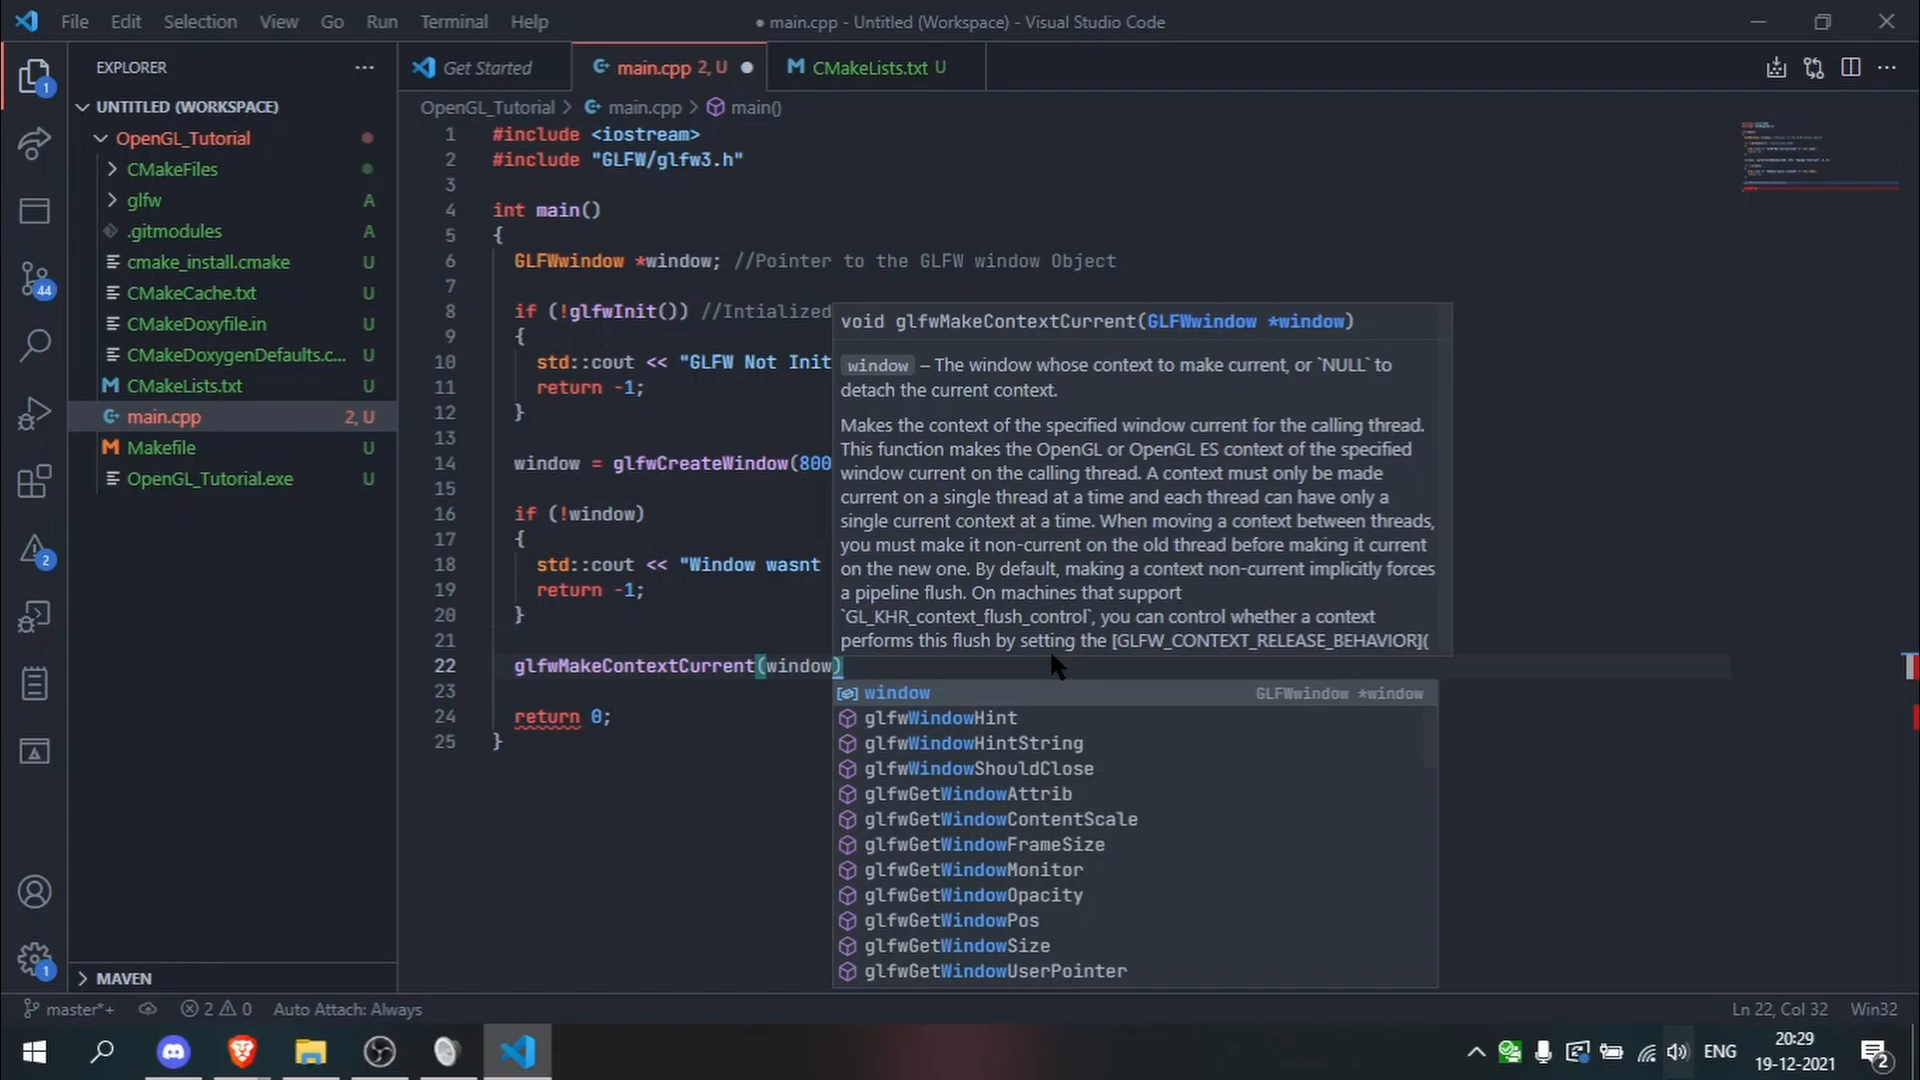 File Edit Selection View Go Run Terminal Help
● main.cpp - Untitled (Workspace) - Visual Studio Code
EXPLORER
UNTITLED (WORKSPACE)
OpenGL_Tutorial
CMakeFiles
glfw A
.gitmodules A
cmake_install.cmake U
CMakeCache.txt U
CMakeDoxyfile.in U
CMakeDoxygenDefaults.c... U
CMakeLists.txt U
main.cpp 2, U
Makefile U
OpenGL_Tutorial.exe U
MAVEN
1
44
2
1
Get Started
main.cpp 2, U
CMakeLists.txt U
OpenGL_Tutorial > main.cpp > main()
1 #include <iostream>
2 #include "GLFW/glfw3.h"
3
4 int main()
5 {
6 GLFWwindow *window; //Pointer to the GLFW window Object
7
8 if (!glfwInit()) //Intialized
9 {
10 std::cout << "GLFW Not Init
11 return -1;
12 }
13
14 window = glfwCreateWindow(800
15
16 if (!window)
17 {
18 std::cout << "Window wasnt
19 return -1;
20 }
21
22 glfwMakeContextCurrent(window)
23
24 return 0;
25 }
void glfwMakeContextCurrent(GLFWwindow *window)
window – The window whose context to make current, or `NULL` to
detach the current context.
Makes the context of the specified window current for the calling thread.
This function makes the OpenGL or OpenGL ES context of the specified
window current on the calling thread. A context must only be made
current on a single thread at a time and each thread can have only a
single current context at a time. When moving a context between threads,
you must make it non-current on the old thread before making it current
on the new one. By default, making a context non-current implicitly forces
a pipeline flush. On machines that support
`GL_KHR_context_flush_control`, you can control whether a context
performs this flush by setting the [GLFW_CONTEXT_RELEASE_BEHAVIOR](
window GLFWwindow *window
glfwWindowHint
glfwWindowHintString
glfwWindowShouldClose
glfwGetWindowAttrib
glfwGetWindowContentScale
glfwGetWindowFrameSize
glfwGetWindowMonitor
glfwGetWindowOpacity
glfwGetWindowPos
glfwGetWindowSize
glfwGetWindowUserPointer
master*+ 2 0 Auto Attach: Always
Ln 22, Col 32 Win32
ENG
20:29
19-12-2021
2